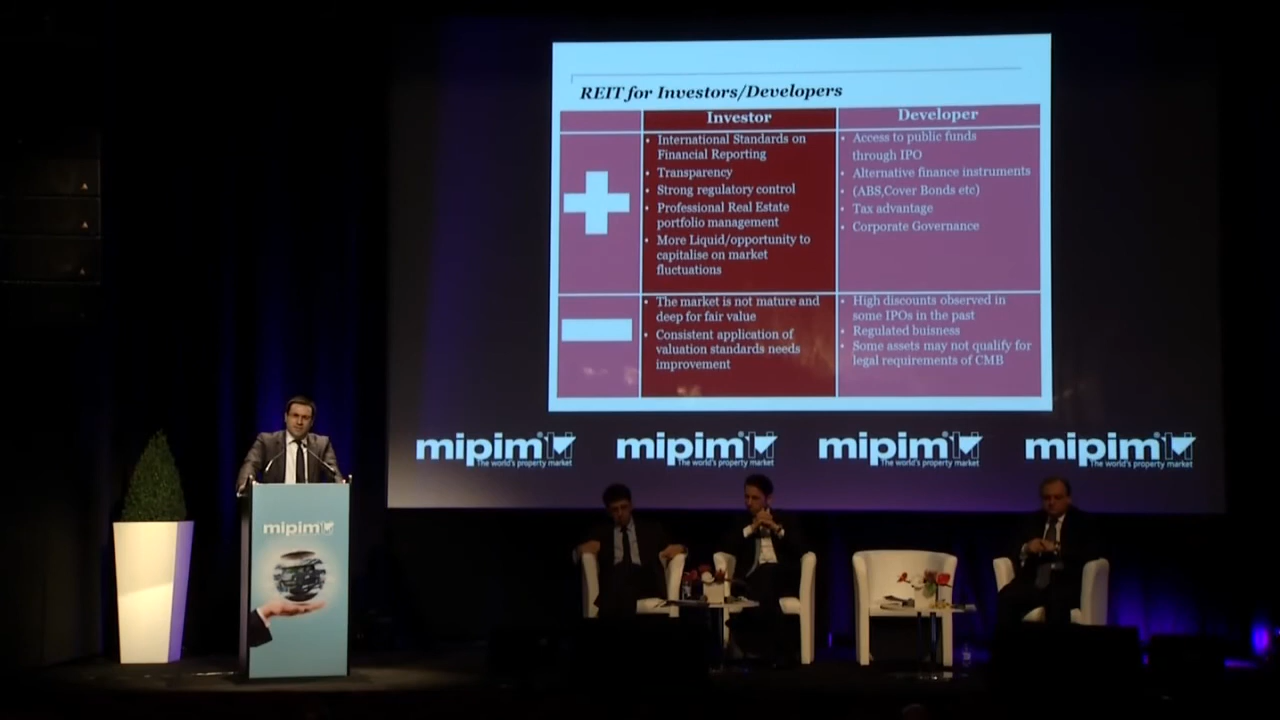 REIT for Investors/Developers
Investor
Developer
• International Standards on
Financial Reporting
• Transparency
• Strong regulatory control
• Professional Real Estate
portfolio management
• More Liquid/opportunity to
capitalise on market
fluctuations
• Access to public funds
through IPO
• Alternative finance instruments
• (ABS,Cover Bonds etc)
• Tax advantage
• Corporate Governance
• The market is not mature and
deep for fair value
• Consistent application of
valuation standards needs
improvement
• High discounts observed in
some IPOs in the past
• Regulated buisness
• Some assets may not qualify for
legal requirements of CMB
mipim
The world's property market
mipim
The world's property market
mipim
The world's property market
mipim
The world's property market
mipim